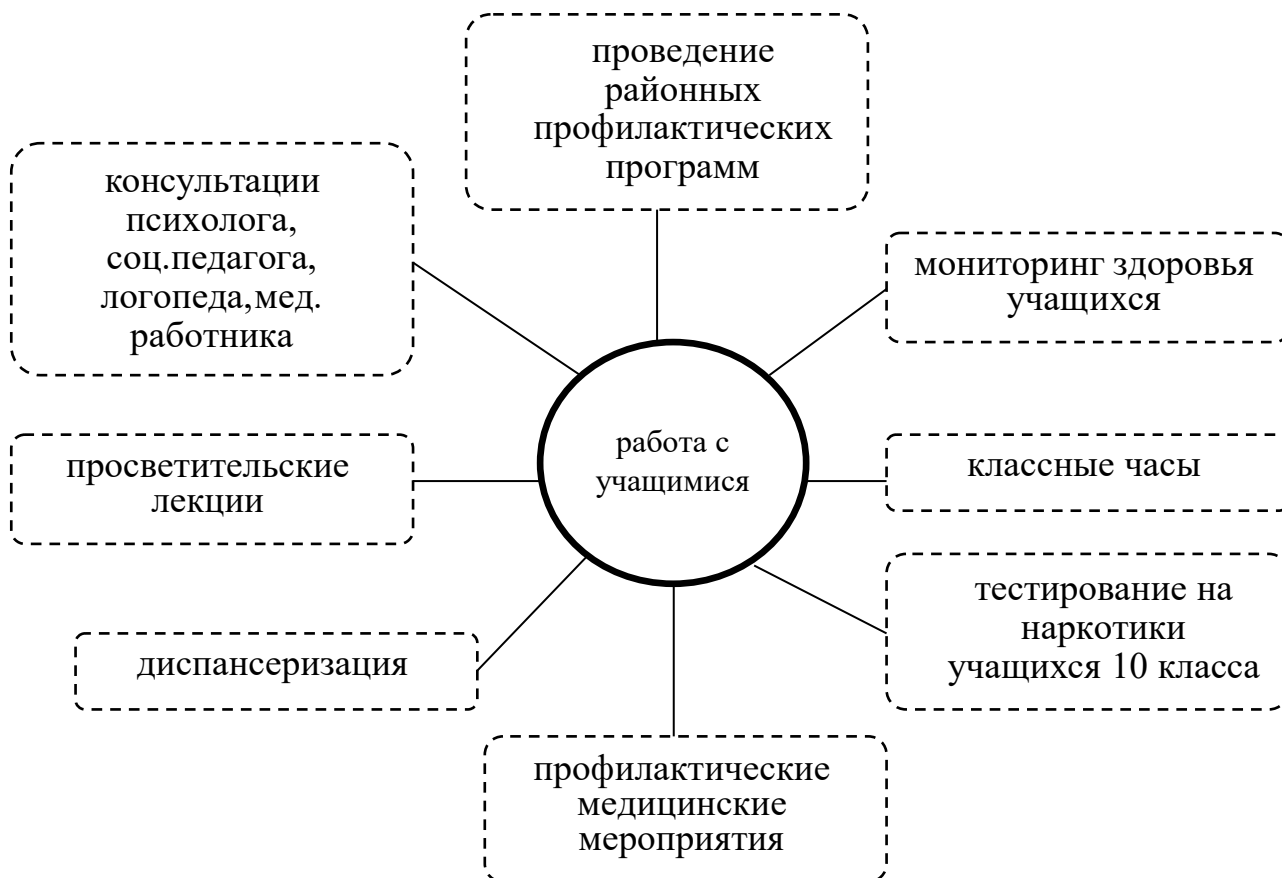 проведение
районных
профилактических
программ
консультации
психолога,
соц.педагога,
логопеда,мед.
работника
мониторинг здоровья
учащихся
работа с
учащимися
просветительские
лекции
классные часы
диспансеризация
тестирование на
наркотики
учащихся 10 класса
профилактические
медицинские
мероприятия